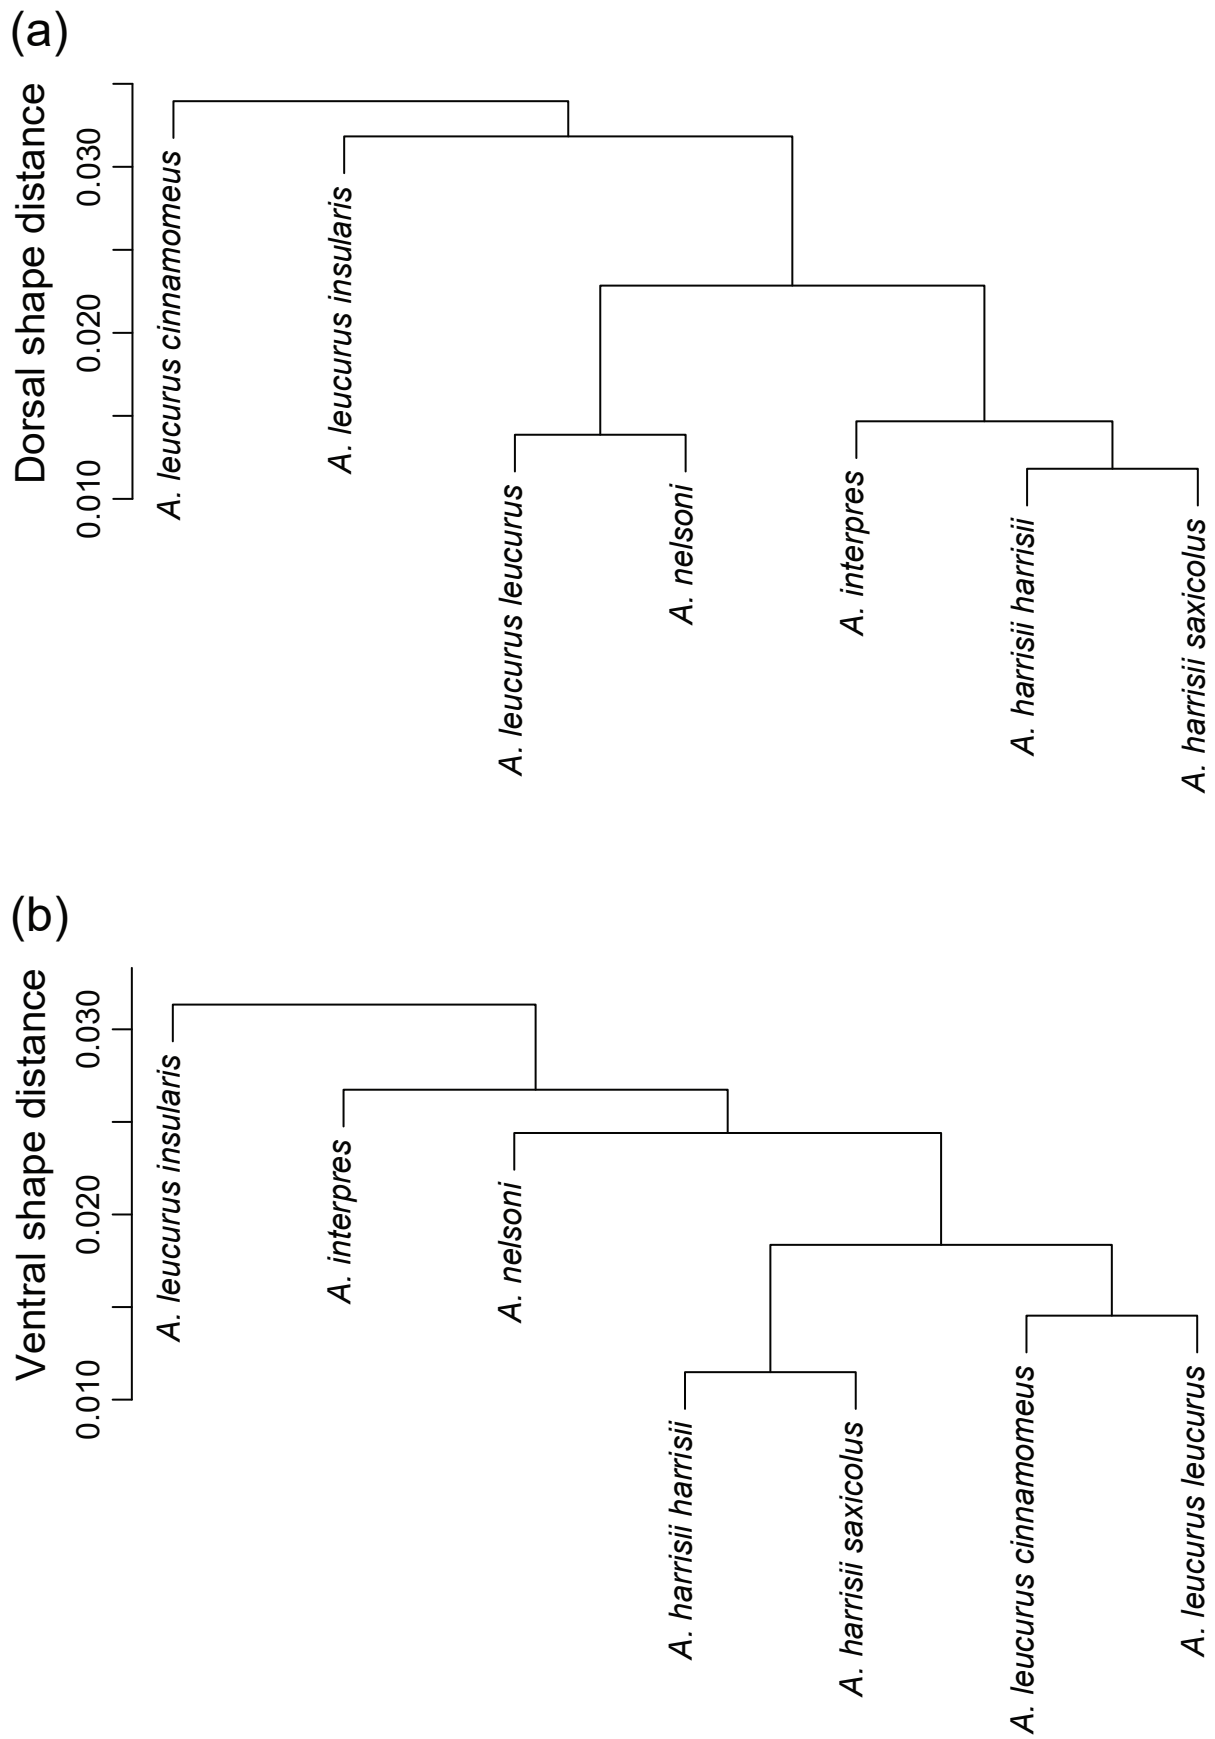 (a)
Dorsal shape distance
0.030
0.020
0.010
A. leucurus cinnamomeus
A. leucurus insularis
A. leucurus leucurus
A. nelsoni
A. interpres
A. harrisii harrisii
A. harrisii saxicolus
(b)
Ventral shape distance
0.030
0.020
0.010
A. leucurus insularis
A. interpres
A. nelsoni
A. harrisii harrisii
A. harrisii saxicolus
A. leucurus cinnamomeus
A. leucurus leucurus